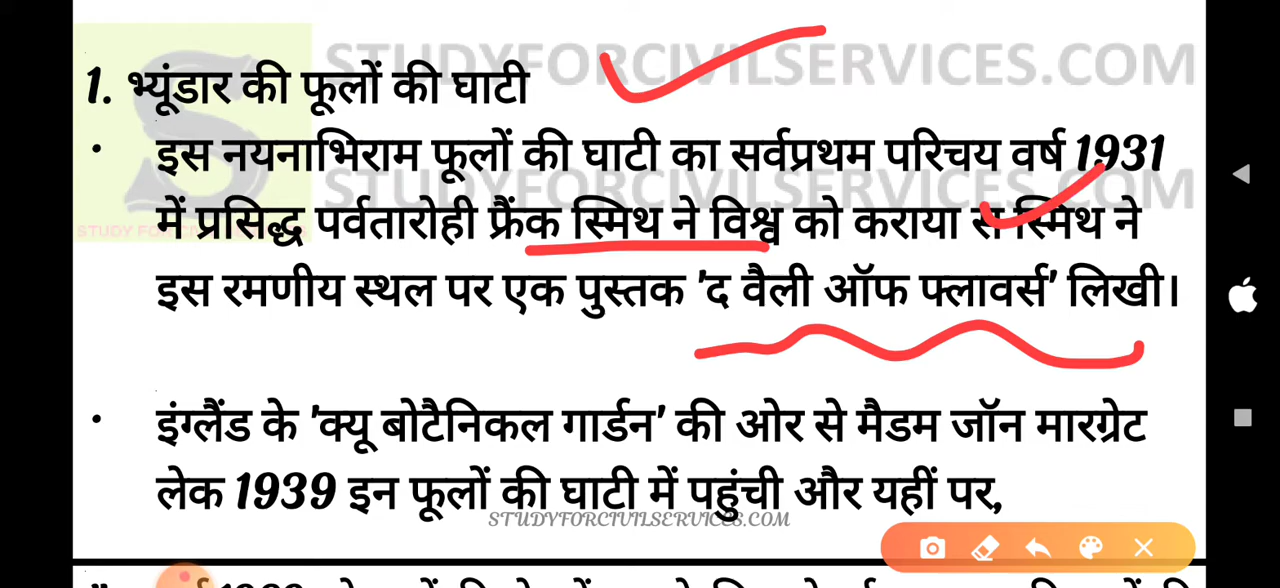 STUDYFORCIVILSERVICES.COM
1. भ्यूंडार की फूलों की घाटी
• इस नयनाभिराम फूलों की घाटी का सर्वप्रथम परिचय वर्ष 1931
में प्रसिद्ध पर्वतारोही फ्रैंक स्मिथ ने विश्व को कराया स स्मिथ ने
इस रमणीय स्थल पर एक पुस्तक 'द वैली ऑफ फ्लावर्स' लिखी।
• इंग्लैंड के 'क्यू बोटैनिकल गार्डन' की ओर से मैडम जॉन मारग्रेट
लेक 1939 इन फूलों की घाटी में पहुंची और यहीं पर,
STUDYFORCIVILSERVICES.COM